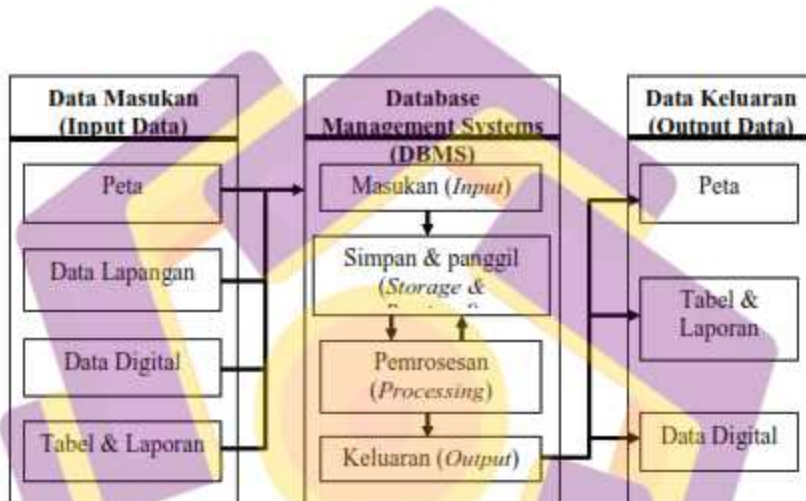 Data Masukan
(Input Data)
Peta
Data Lapangan
Data Digital
Tabel & Laporan
Database
Management Systems
(DBMS)
Masukan (Input)
Simpan & panggil
(Storage &
Pemrosesan
(Processing)
Keluaran (Output)
Data Keluaran
(Output Data)
Peta
Tabel &
Laporan
Data Digital